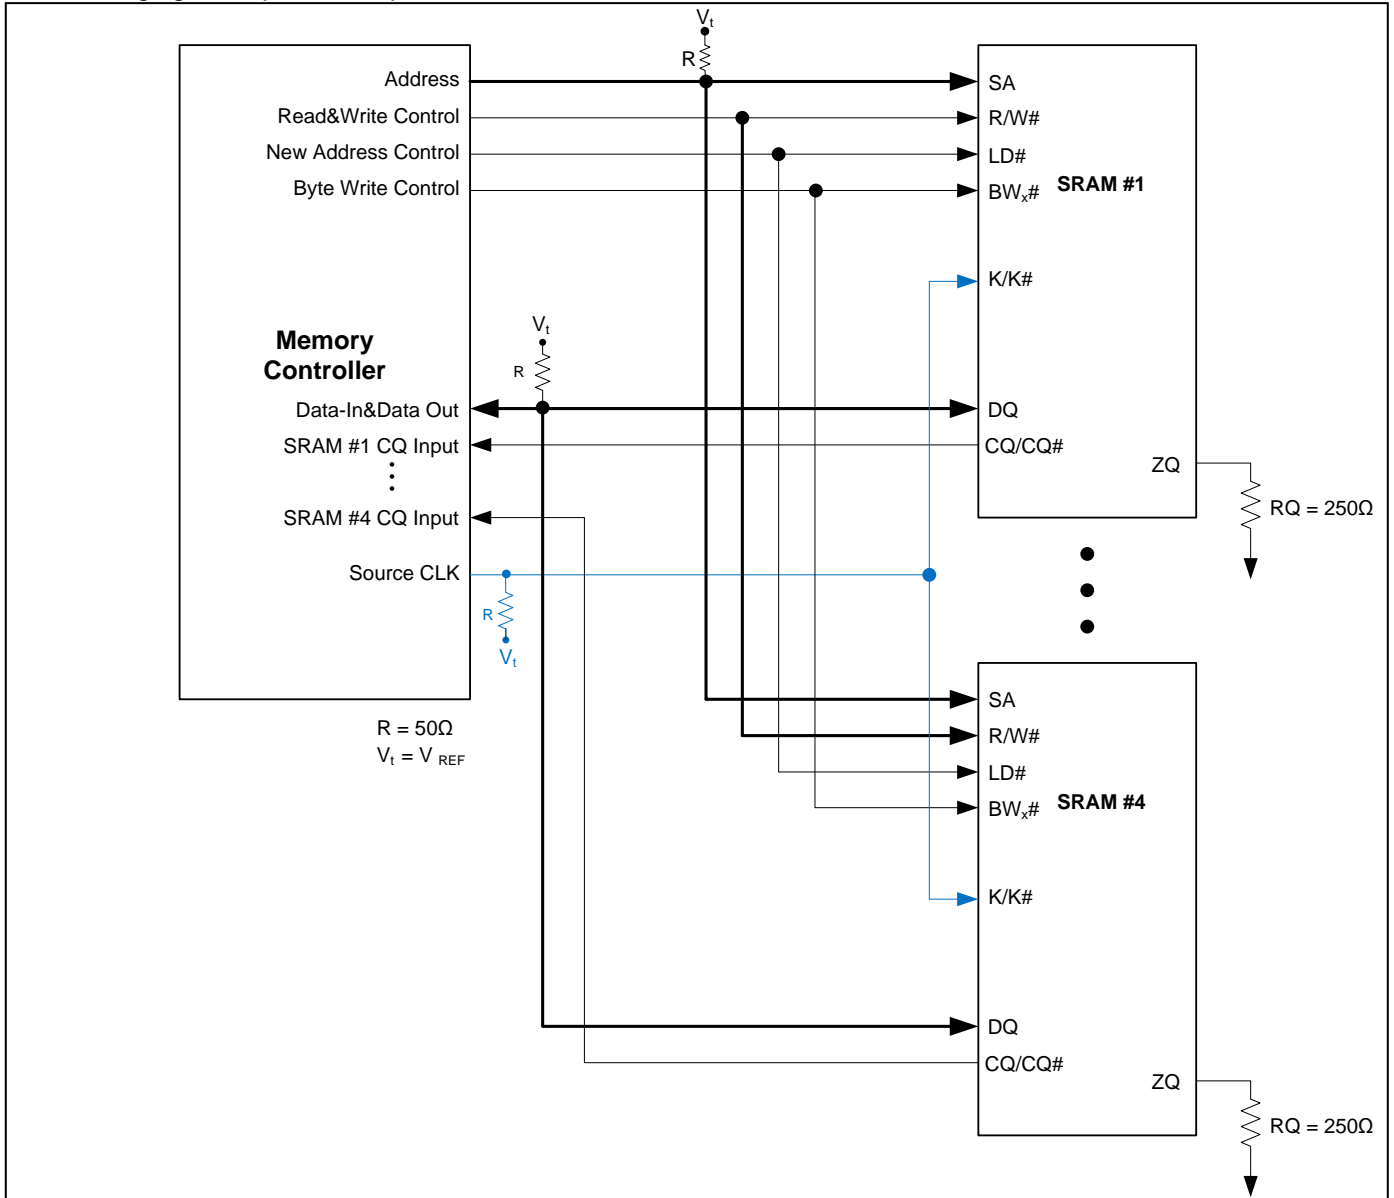 Vt
R
Address
Read&Write Control
New Address Control
Byte Write Control
SA
R/W#
LD#
BWx#
SRAM #1
K/K#
Vt
R
Memory
Controller
Data-In&Data Out
SRAM #1 CQ Input
SRAM #4 CQ Input
Source CLK
DQ
CQ/CQ#
ZQ
RQ = 250Ω
R
Vt
R = 50Ω
Vt = V REF
SA
R/W#
LD#
BWx#
SRAM #4
K/K#
DQ
CQ/CQ#
ZQ
RQ = 250Ω